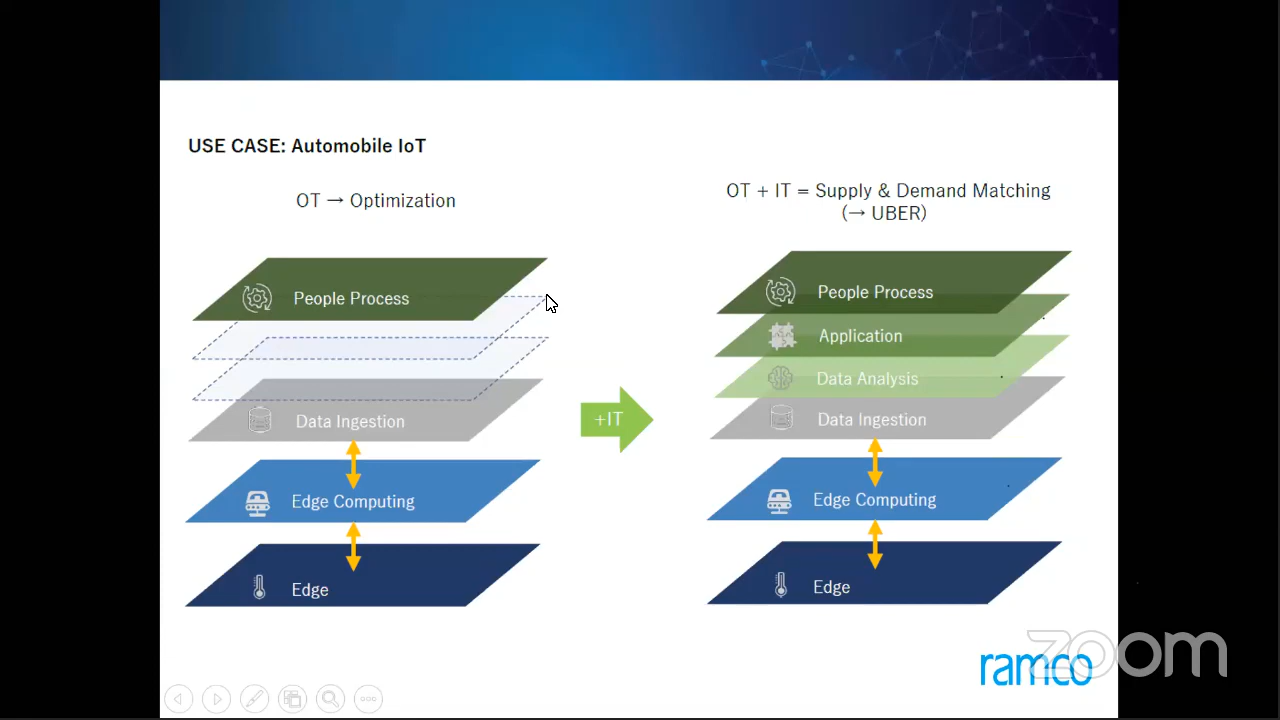 USE CASE: Automobile IoT
OT → Optimization
People Process
Data Ingestion
Edge Computing
Edge
+IT
OT + IT = Supply & Demand Matching
(→ UBER)
People Process
Application
Data Analysis
Data Ingestion
Edge Computing
Edge
ramco
zoom